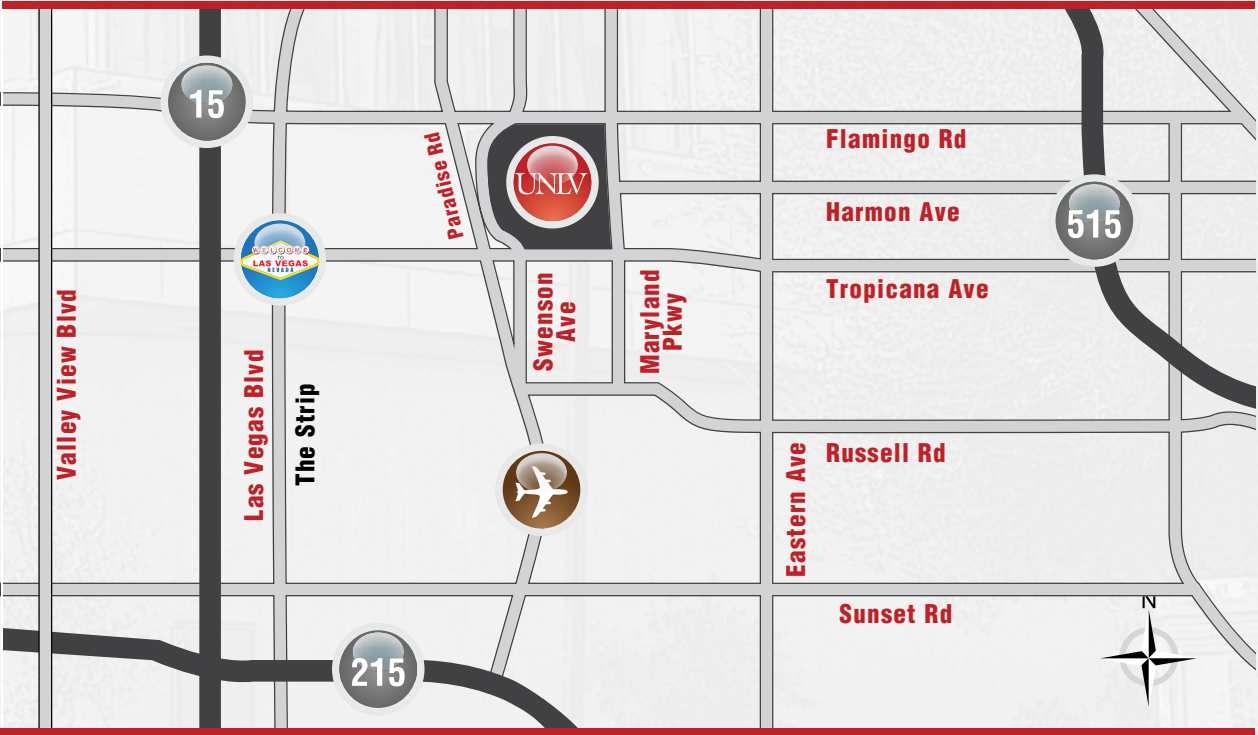 15
Paradise Rd
UNLV
Flamingo Rd
Harmon Ave
515
WELCOME
TO
LAS VEGAS
NEVADA
Tropicana Ave
Valley View Blvd
Las Vegas Blvd
The Strip
Swenson
Ave
Maryland
Pkwy
Russell Rd
Eastern Ave
Sunset Rd
N
215